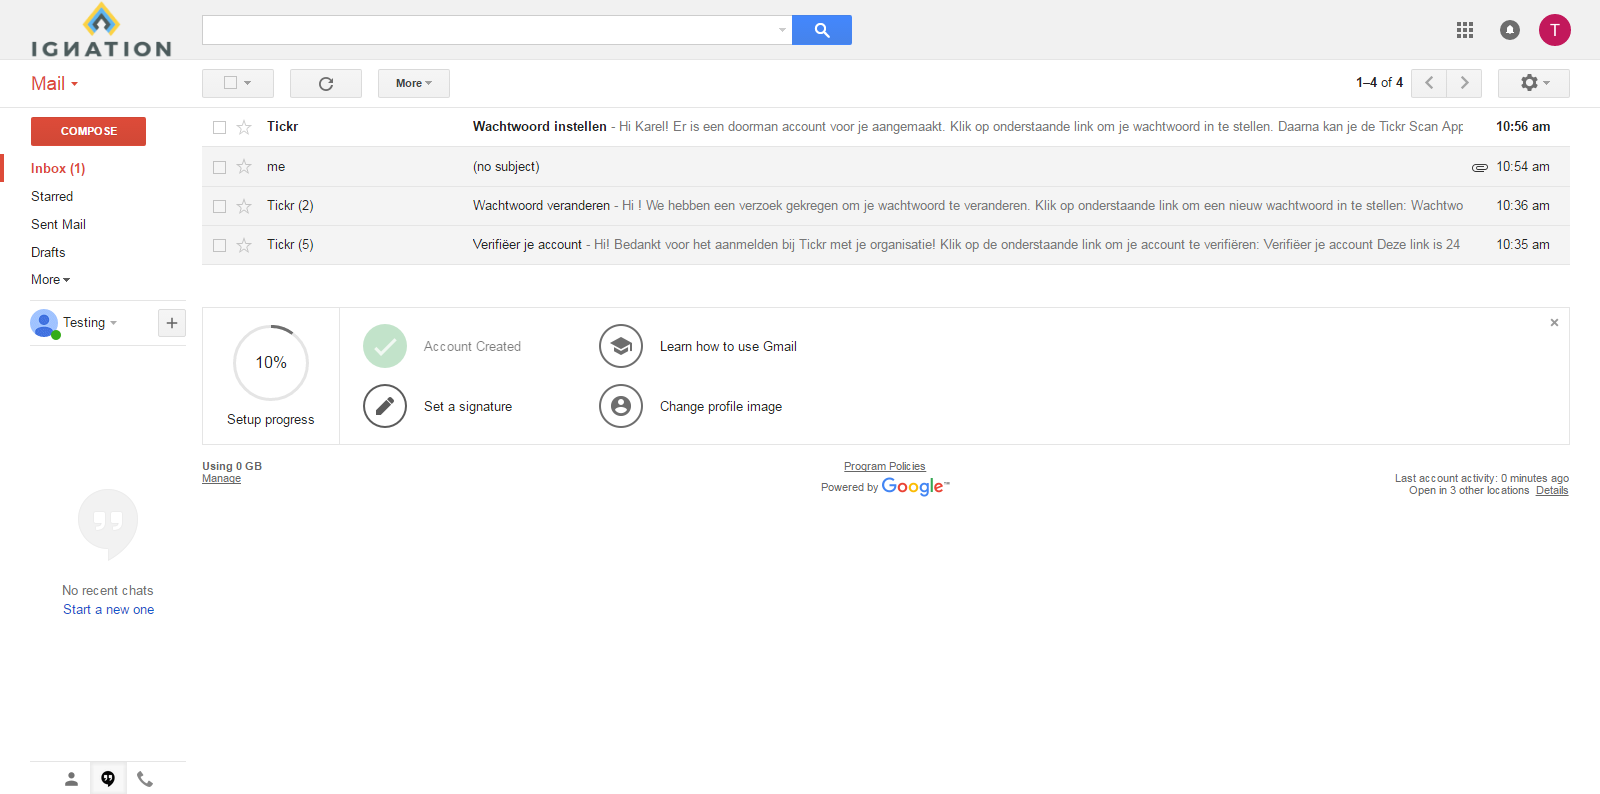 IGNATION
T
Mail
More
1–4 of 4
COMPOSE
Inbox (1)
Starred
Sent Mail
Drafts
More
Testing
Tickr Wachtwoord instellen - Hi Karel! Er is een doorman account voor je aangemaakt. Klik op onderstaande link om je wachtwoord in te stellen. Daarna kan je de Tickr Scan App 10:56 am
me (no subject) 10:54 am
Tickr (2) Wachtwoord veranderen - Hi ! We hebben een verzoek gekregen om je wachtwoord te veranderen. Klik op onderstaande link om een nieuw wachtwoord in te stellen: Wachtwo 10:36 am
Tickr (5) Verifiëer je account - Hi! Bedankt voor het aanmelden bij Tickr met je organisatie! Klik op de onderstaande link om je account te verifiëren: Verifiëer je account Deze link is 24 10:35 am
10%
Setup progress
Account Created
Learn how to use Gmail
Set a signature
Change profile image
Using 0 GB
Manage
Program Policies
Powered by Google™
Last account activity: 0 minutes ago
Open in 3 other locations Details
No recent chats
Start a new one